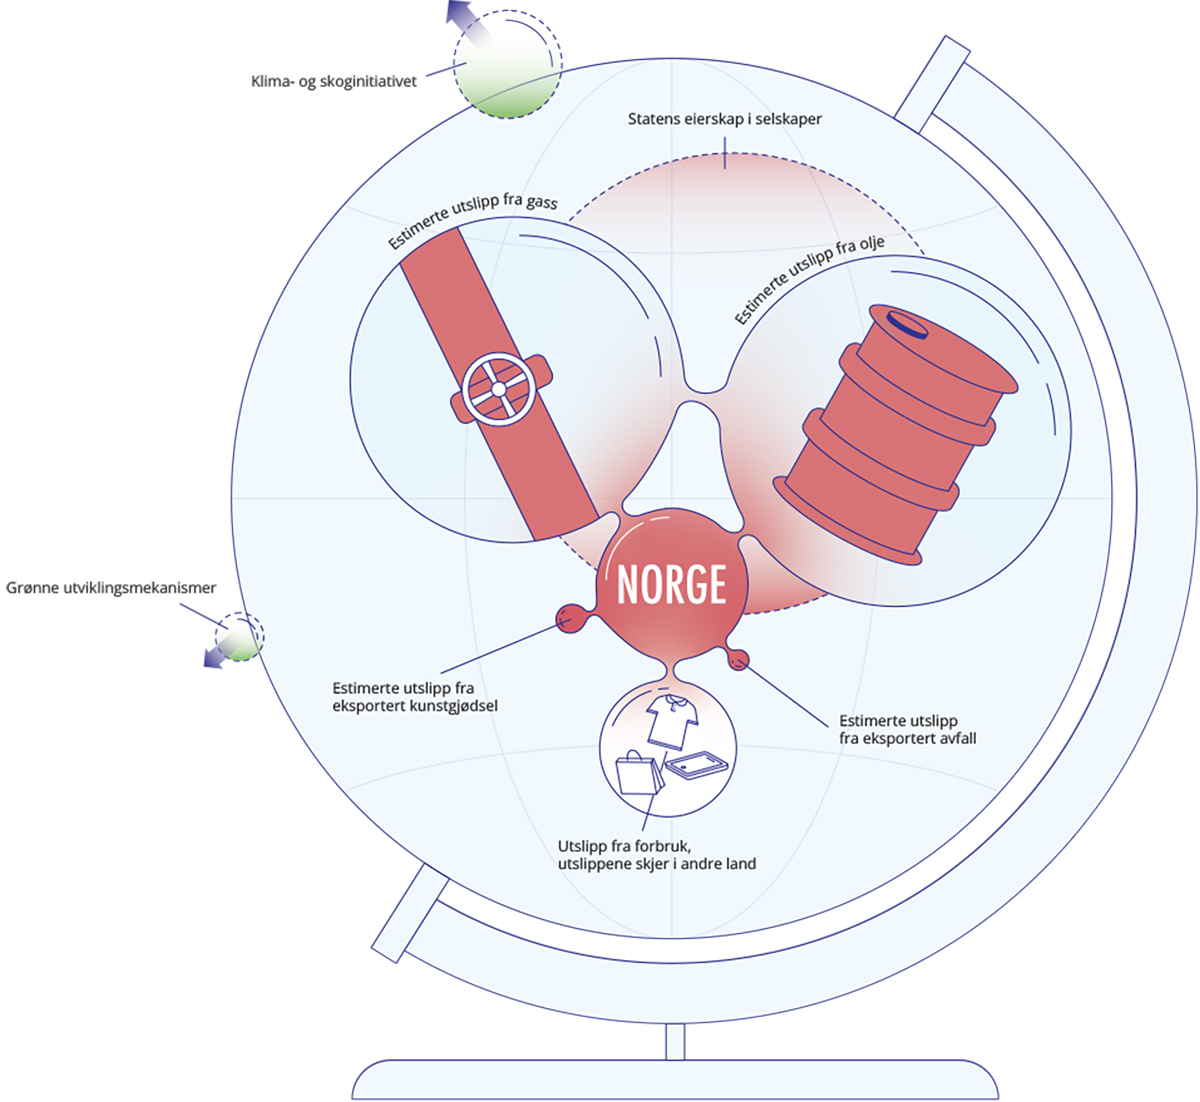 Klima- og skoginitiativet
Statens eierskap i selskaper
Estimerte utslipp fra gass
Estimerte utslipp fra olje
NORGE
Grønne utviklingsmekanismer
Estimerte utslipp fra
eksportert kunstgjødsel
Estimerte utslipp
fra eksportert avfall
Utslipp fra forbruk,
utslippene skjer i andre land